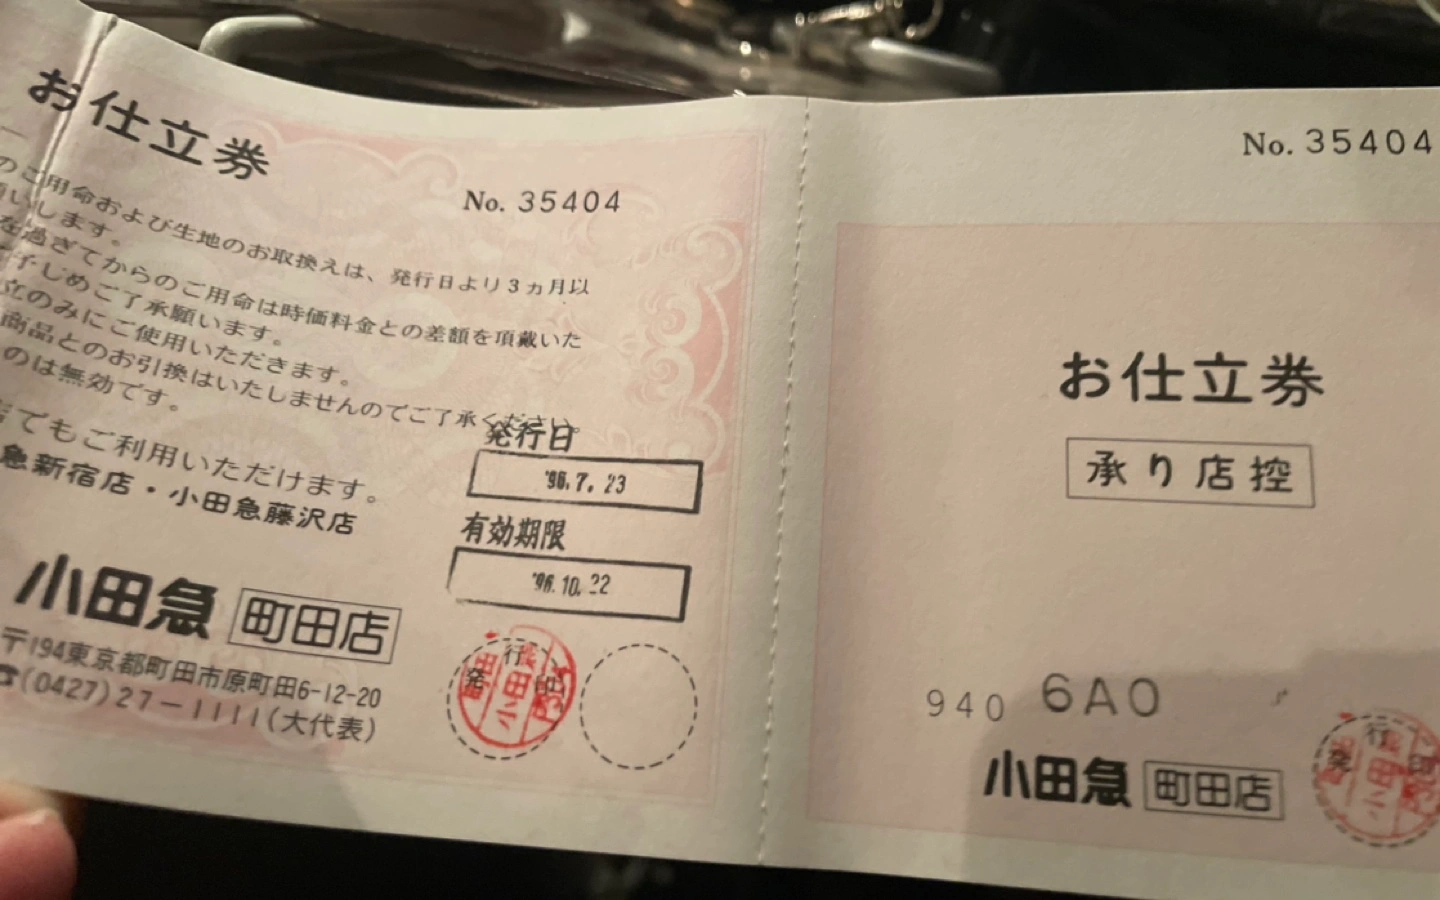 お仕立券
No. 35404
のご用命および生地のお取換えは、発行日より3ヵ月以
願いします。
を過ぎてからのご用命は時価料金との差額を頂戴いた
じめご了承願います。
立のみにご使用いただきます。
商品とのお引換はいたしませんのでご了承ください。
のは無効です。
でもご利用いただけます。
急新宿店・小田急藤沢店
発行日
'96.7.23
有効期限
'96.10.22
小田急 町田店
〒194東京都町田市原町田6-12-20
☎(0427)27-1111(大代表)
発行印
No. 35404
お仕立券
承り店控
940 6A0
小田急 町田店
発行印